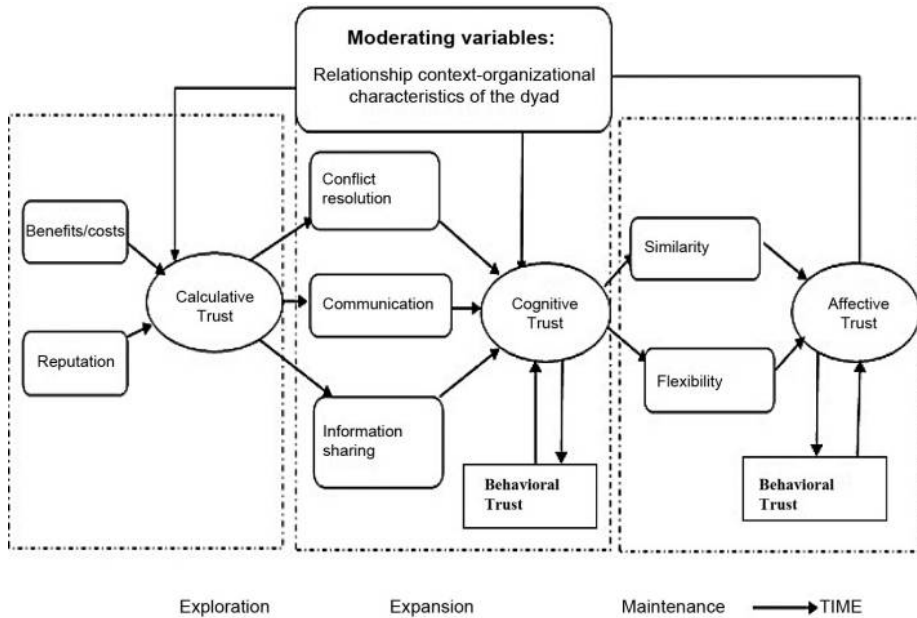 Moderating variables:
Relationship context-organizational
characteristics of the dyad
Benefits/costs
Reputation
Calculative
Trust
Conflict
resolution
Communication
Information
sharing
Cognitive
Trust
Behavioral
Trust
Similarity
Flexibility
Affective
Trust
Behavioral
Trust
Exploration
Expansion
Maintenance
TIME